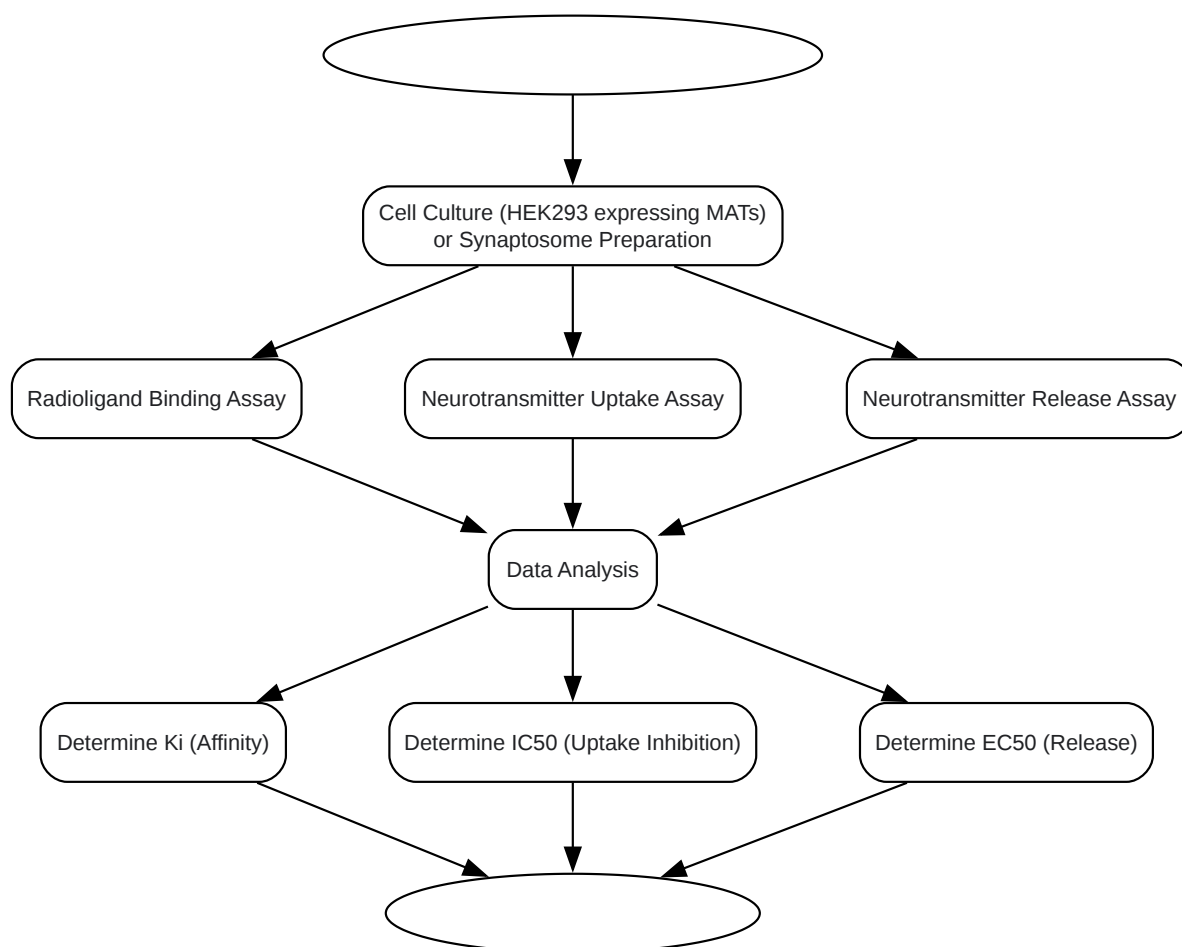 Cell Culture (HEK293 expressing MATs)
or Synaptosome Preparation
Radioligand Binding Assay
Neurotransmitter Uptake Assay
Neurotransmitter Release Assay
Data Analysis
Determine Ki (Affinity)
Determine IC50 (Uptake Inhibition)
Determine EC50 (Release)